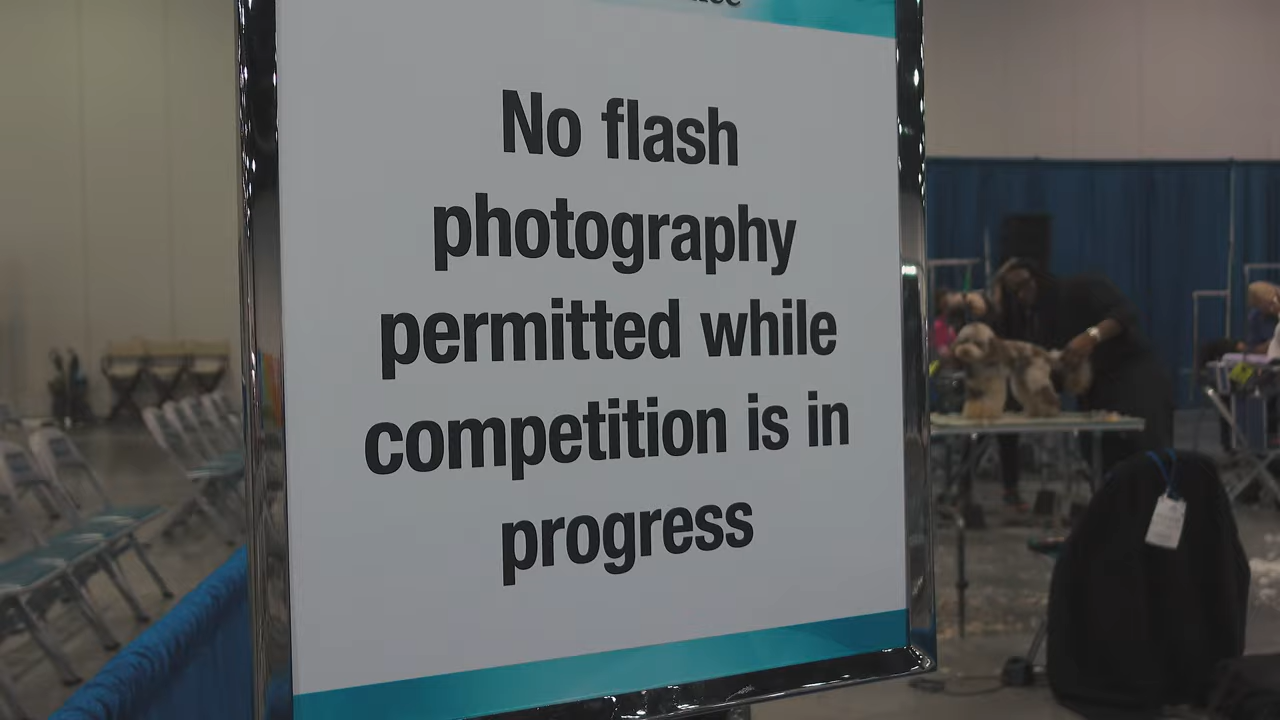 No flash
photography
permitted while
competition is in
progress